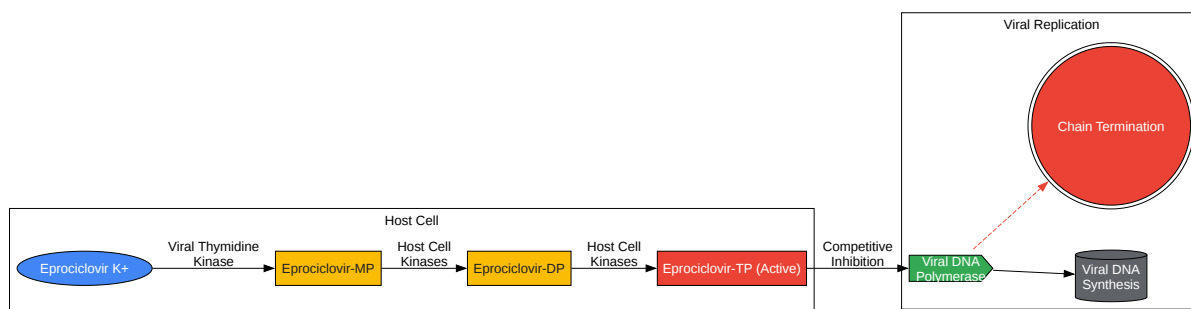 Viral Replication
Chain Termination
Host Cell
Eprociclovir K+
Viral Thymidine
Kinase
Eprociclovir-MP
Host Cell
Kinases
Eprociclovir-DP
Host Cell
Kinases
Eprociclovir-TP (Active)
Competitive
Inhibition
Viral DNA
Polymerase
Viral DNA
Synthesis